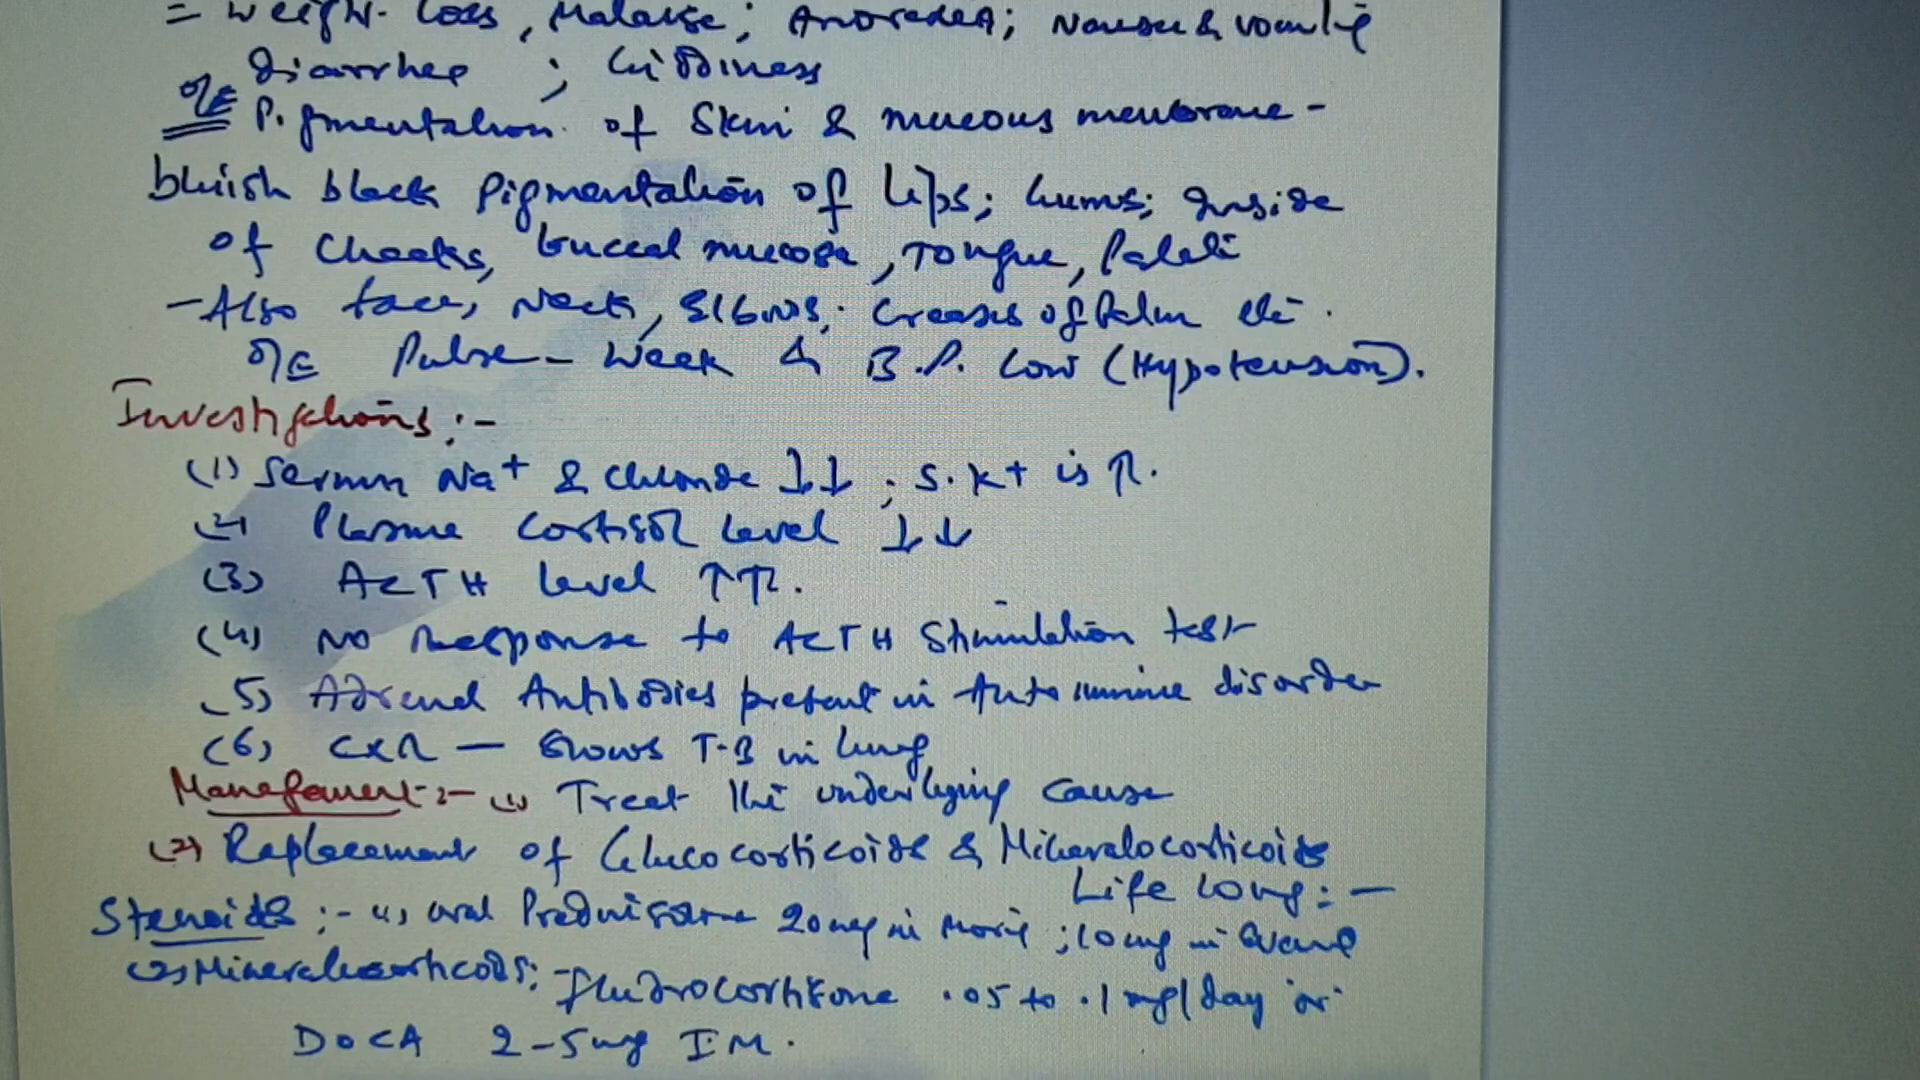 = Weight loss, Malaise; Anorexea; Nausea & vomiting
Diarrhea ; Giddiness
O/E Pigmentation of Skin & mucous membrane -
bluish black pigmentation of Lips; Gums; Inside
of Cheeks, buccal mucosa, Tongue, Palate
- Also face, Neck, Elbows; Creases of Palm etc.
O/E Pulse - Weak & B.P. Low (Hypotension).
Investigations :-
(1) Serum Na+ & Chloride ↓↓ ; S. K+ is ↑.
(2) Plasma Cortisol Level ↓↓
(3) ACTH Level ↑↑.
(4) No Response to ACTH Stimulation test
(5) Adrenal Antibodies present in Autoimmune disorder
(6) CXR — Shows T-B in lung
Management :- (1) Treat the underlying cause
(2) Replacement of Glucocorticoids & Mineralocorticoids
Life long : —
Steroids :- (1) oral Prednisolone 20mg in Morning ; 10mg in Evening
(2) Mineralocorticoids: - Fludrocortisone .05 to .1 mg/day or
DOCA 2-5mg I.M.